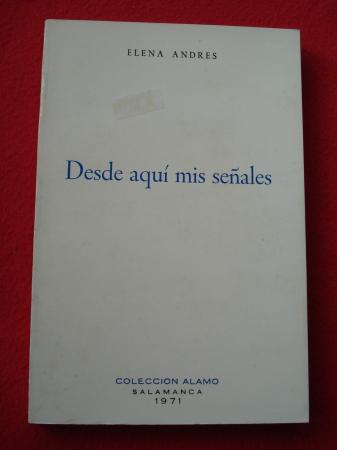 ELENA ANDRES
Desde aquí mis señales
COLECCION ALAMO
SALAMANCA
1971